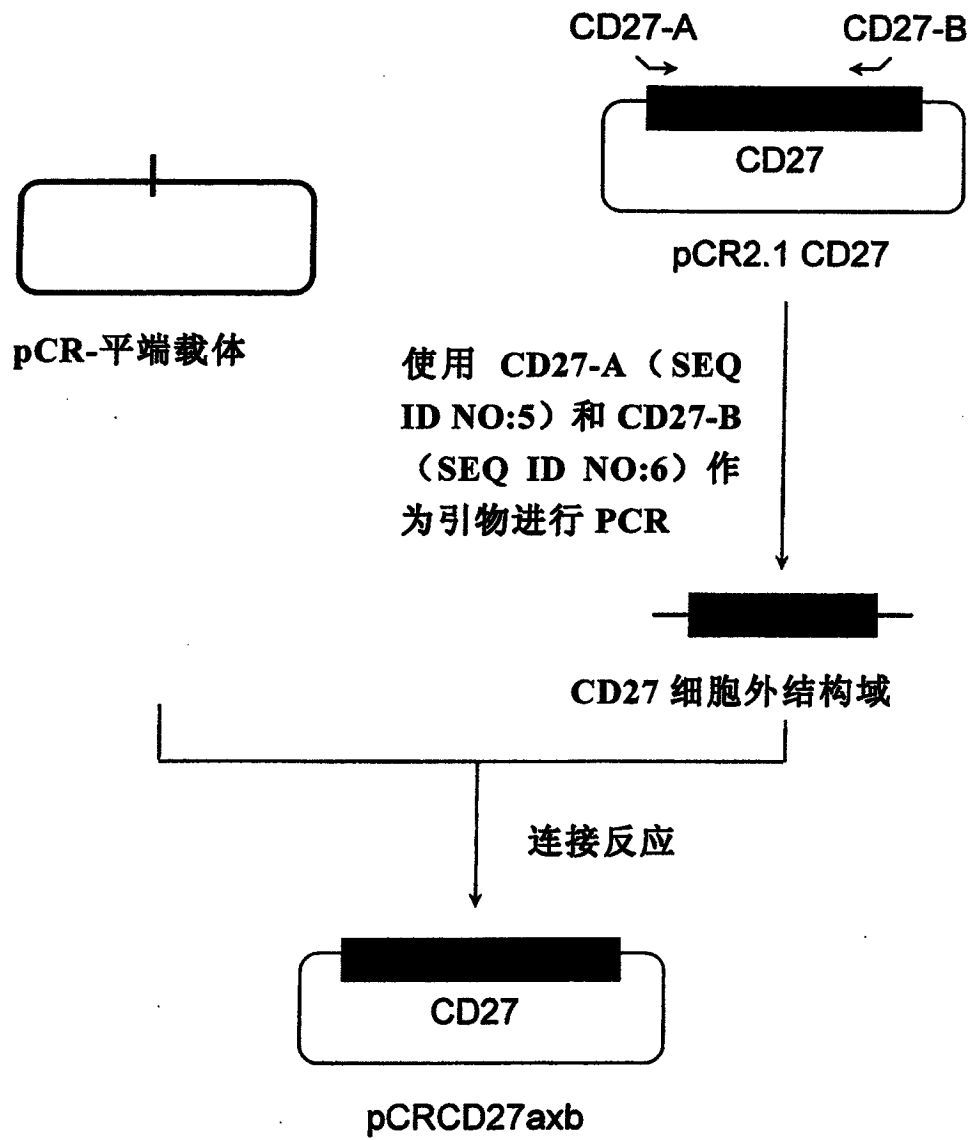 CD27-A
CD27-B
CD27
pCR2.1 CD27
pCR-平端载体
使用 CD27-A（SEQ
ID NO:5）和 CD27-B
（SEQ ID NO:6）作
为引物进行 PCR
CD27 细胞外结构域
连接反应
CD27
pCRCD27axb